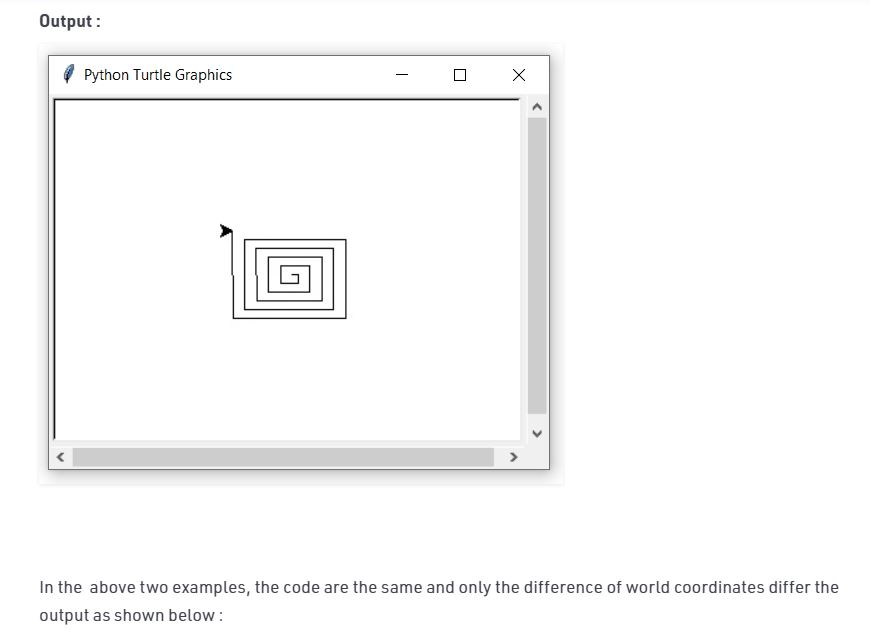 Output :
Python Turtle Graphics
In the above two examples, the code are the same and only the difference of world coordinates differ the
output as shown below :